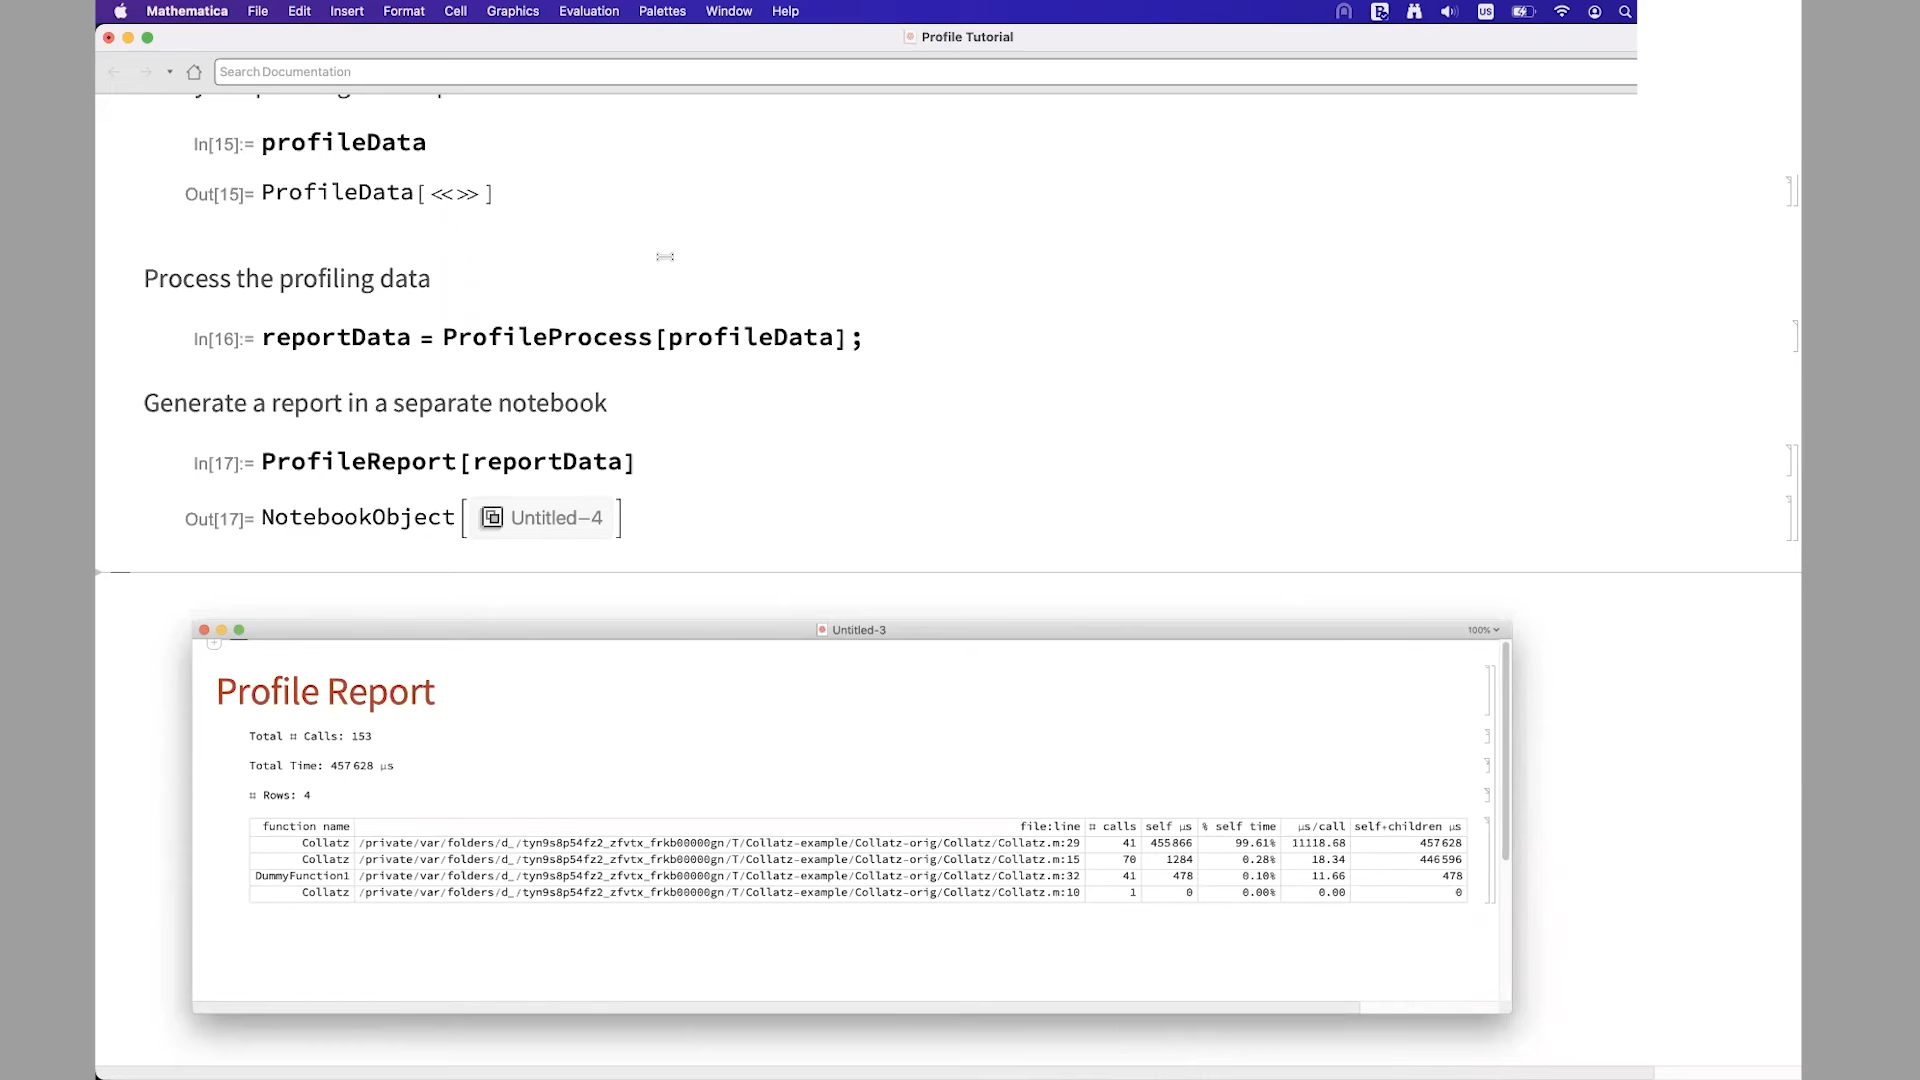 Mathematica File Edit Insert Format Cell Graphics Evaluation Palettes Window Help US
Profile Tutorial
Search Documentation
In[15]:= profileData
Out[15]= ProfileData[ <<>> ]
Process the profiling data
In[16]:= reportData = ProfileProcess[profileData];
Generate a report in a separate notebook
In[17]:= ProfileReport[reportData]
Out[17]= NotebookObject[ Untitled-4 ]
Untitled-3 100%
Profile Report
Total # Calls: 153
Total Time: 457628 µs
# Rows: 4
function name file:line # calls self µs % self time µs/call self+children µs
Collatz /private/var/folders/d_/tyn9s8p54fz2_zfvtx_frkb00000gn/T/Collatz-example/Collatz-orig/Collatz/Collatz.m:29 41 455866 99.61% 11118.68 457628
Collatz /private/var/folders/d_/tyn9s8p54fz2_zfvtx_frkb00000gn/T/Collatz-example/Collatz-orig/Collatz/Collatz.m:15 70 1284 0.28% 18.34 446596
DummyFunction1 /private/var/folders/d_/tyn9s8p54fz2_zfvtx_frkb00000gn/T/Collatz-example/Collatz-orig/Collatz/Collatz.m:32 41 478 0.10% 11.66 478
Collatz /private/var/folders/d_/tyn9s8p54fz2_zfvtx_frkb00000gn/T/Collatz-example/Collatz-orig/Collatz/Collatz.m:10 1 0 0.00% 0.00 0